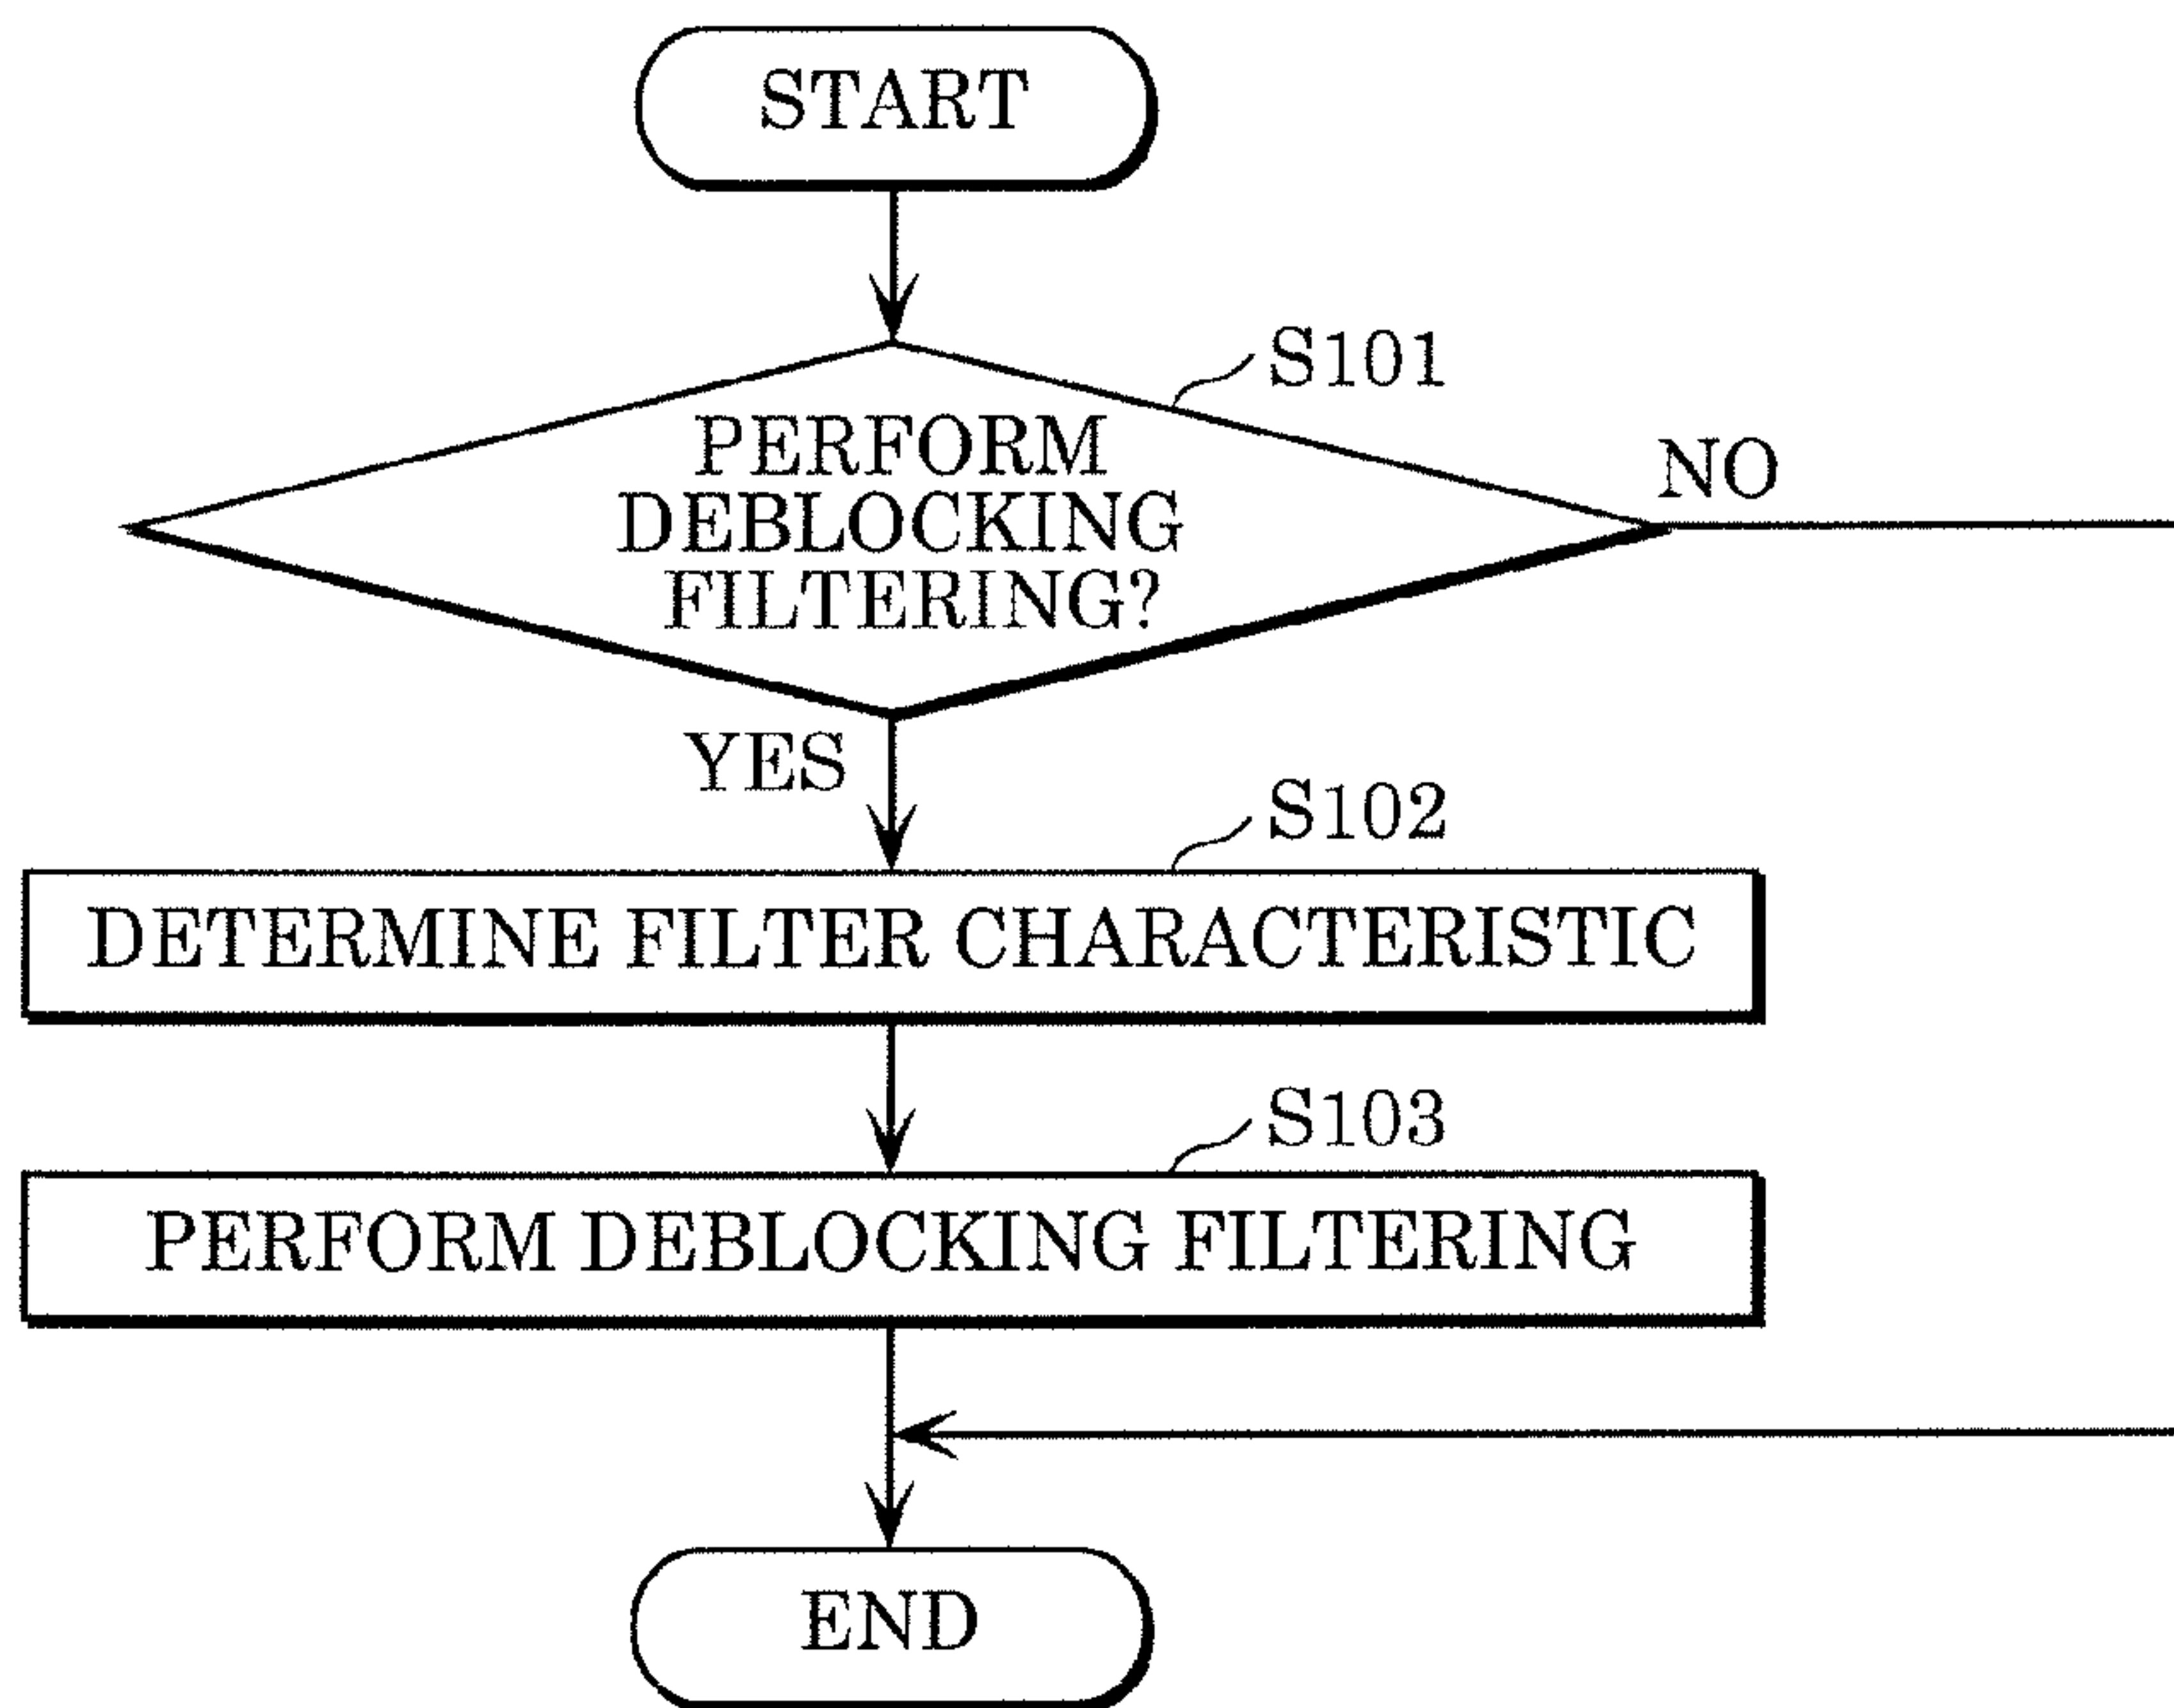 START
S101
PERFORM
DEBLOCKING
FILTERING?
NO
YES
S102
DETERMINE FILTER CHARACTERISTIC
S103
PERFORM DEBLOCKING FILTERING
END